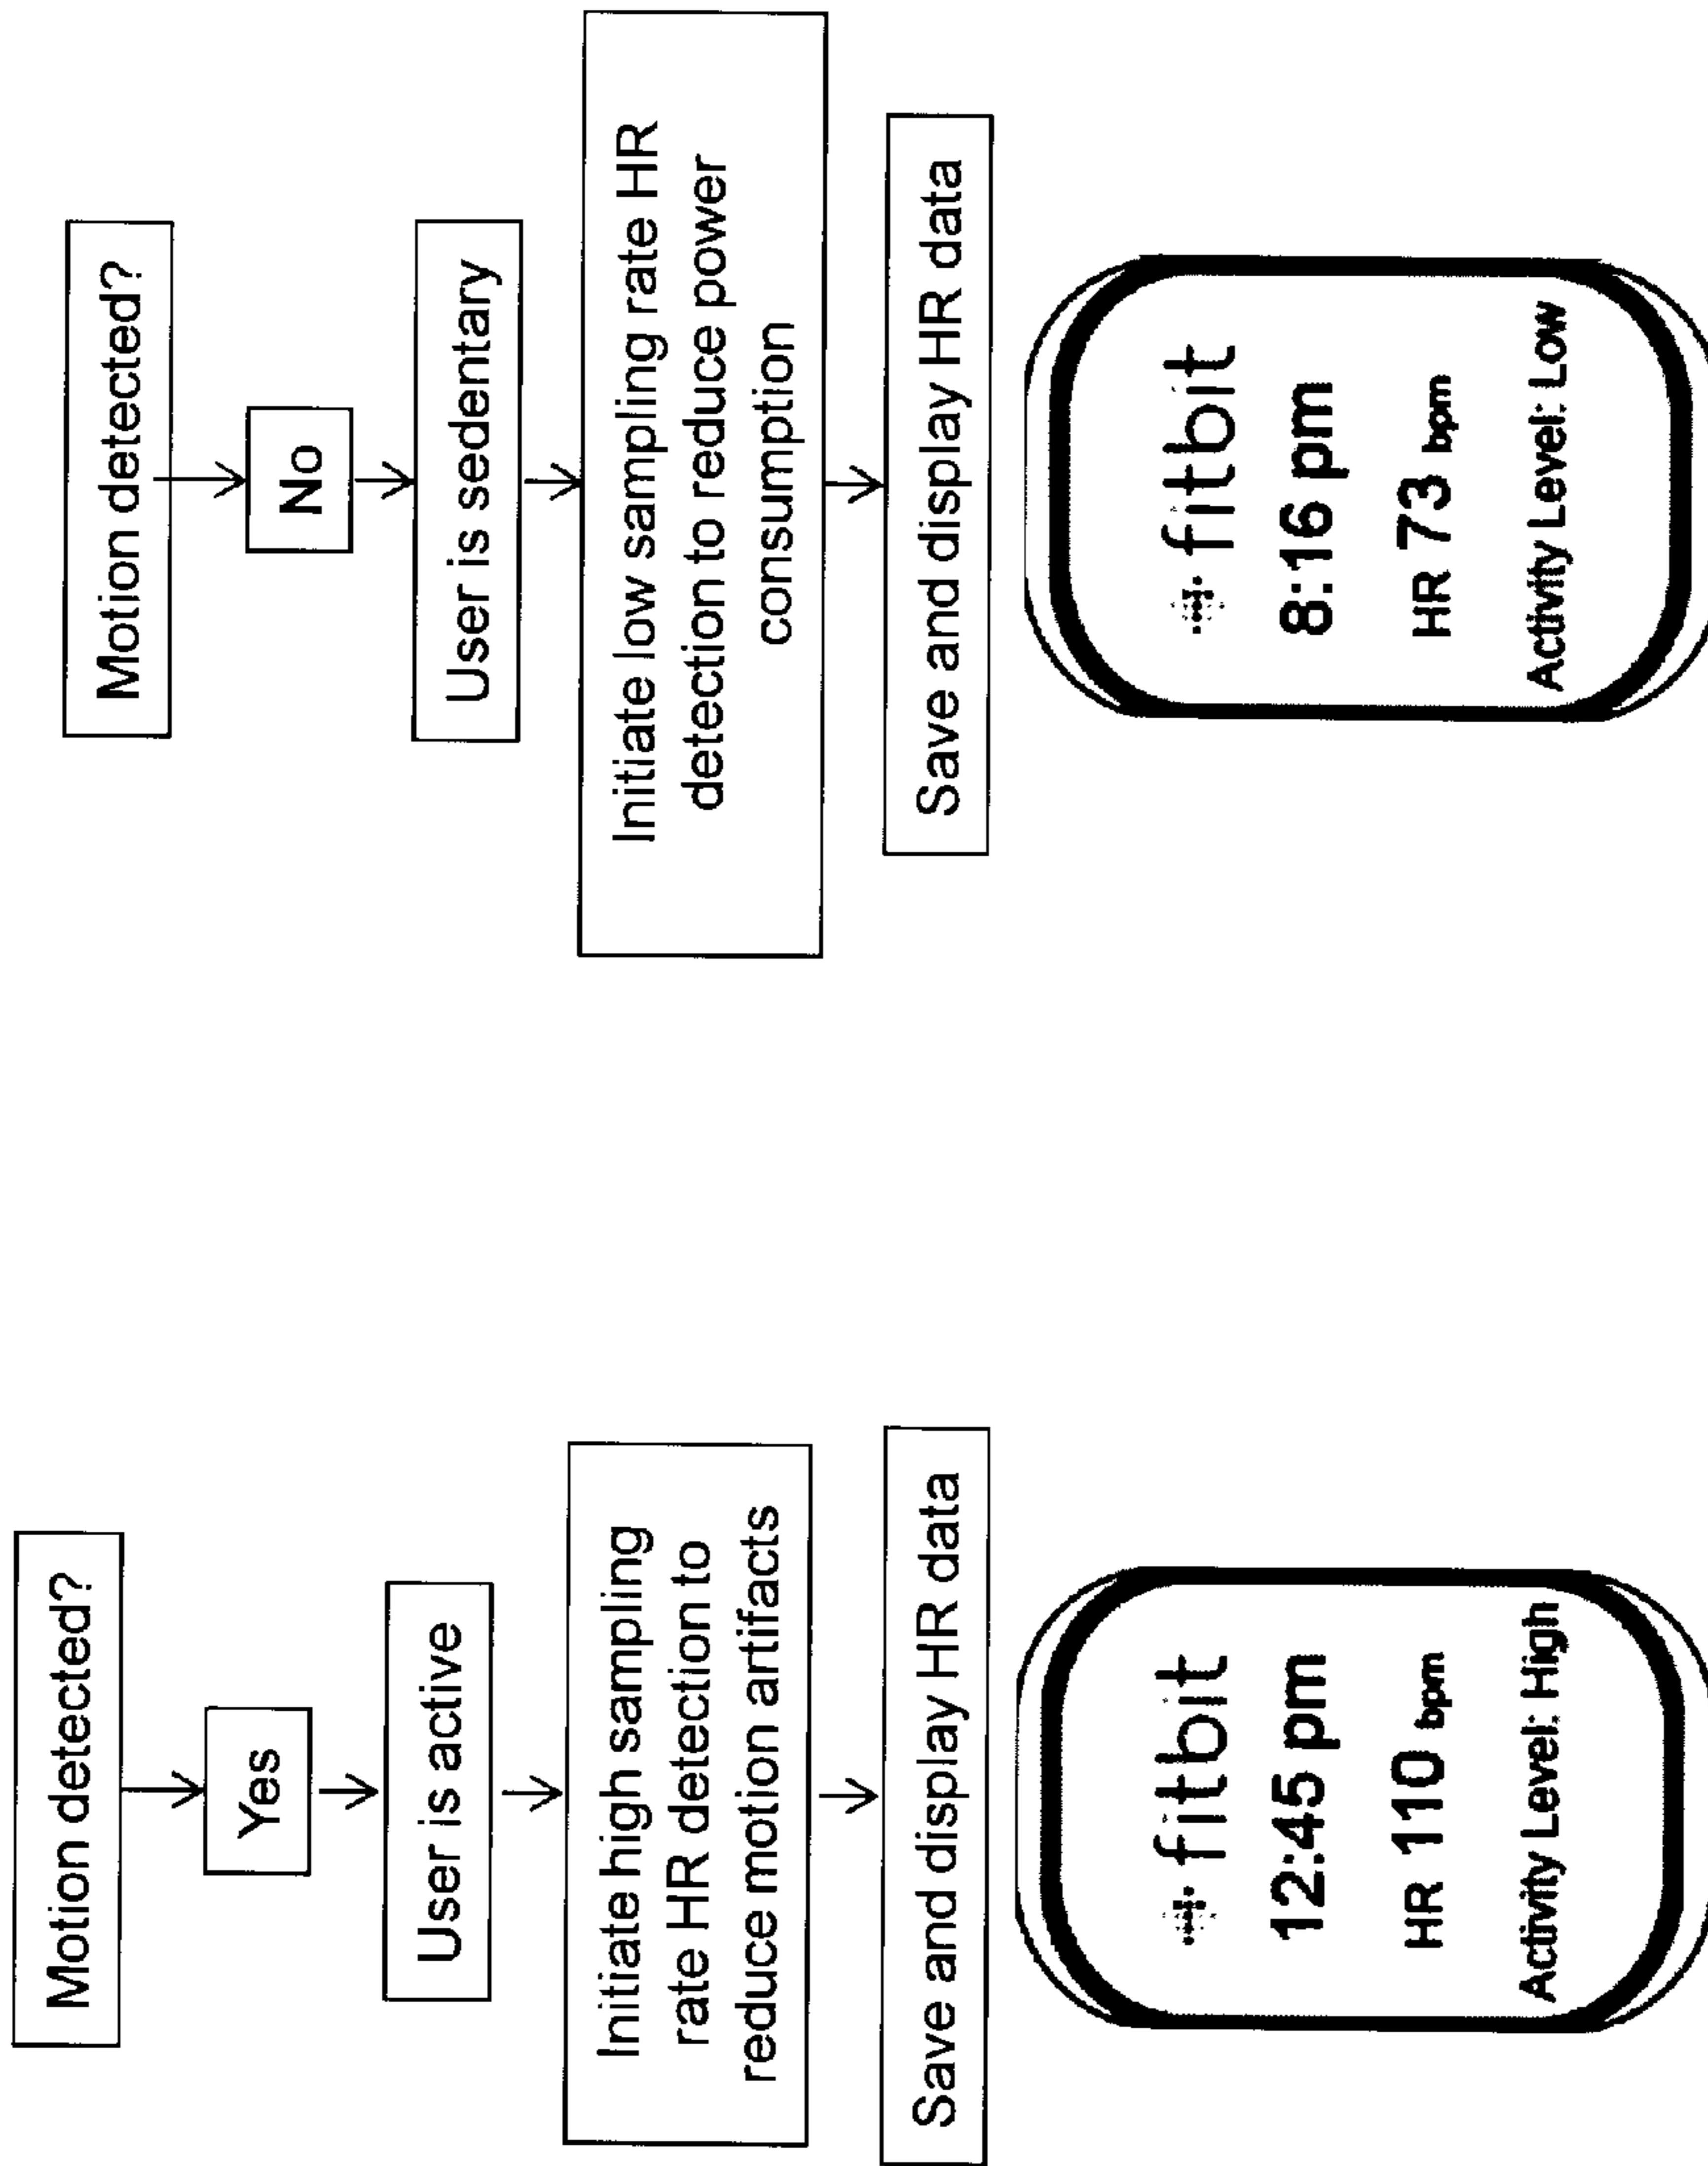 Motion detected?
Yes
User is active
Initiate high sampling
rate HR detection to
reduce motion artifacts
Save and display HR data
fitbit
12:45 pm
HR 110 bpm
Activity Level: High
Motion detected?
No
User is sedentary
Initiate low sampling rate HR
detection to reduce power
consumption
Save and display HR data
fitbit
8:16 pm
HR 73 bpm
Activity Level: Low